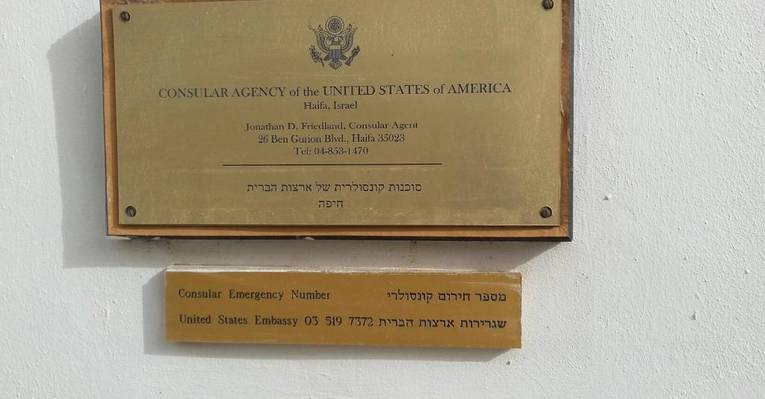 CONSULAR AGENCY of the UNITED STATES of AMERICA
Haifa, Israel
Jonathan D. Friedland, Consular Agent
26 Ben Gurion Blvd., Haifa 35023
Tel: 04-853-1470
סוכנות קונסולרית של ארצות הברית
חיפה
Consular Emergency Number מספר חירום קונסולרי
United States Embassy 03 519 7372 שגרירות ארצות הברית